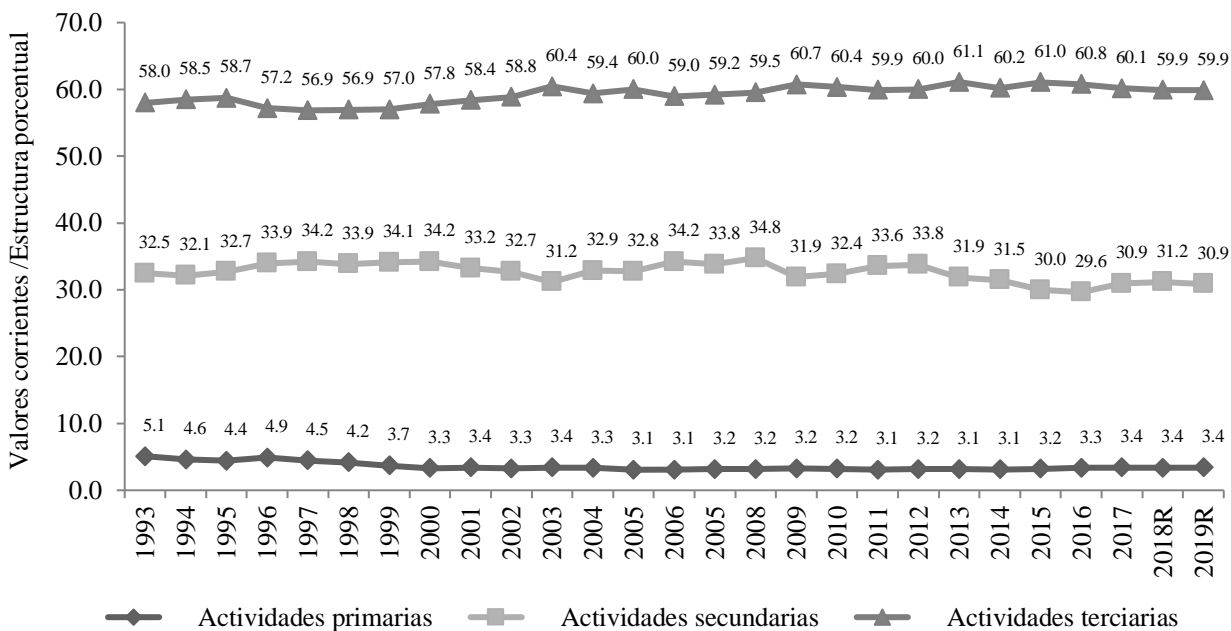 Valores corrientes /Estructura porcentual
70.0
60.0
50.0
40.0
30.0
20.0
10.0
0.0
58.0 58.5 58.7 57.2 56.9 56.9 57.0 57.8 58.4 58.8 60.4 59.4 60.0 59.0 59.2 59.5 60.7 60.4 59.9 60.0 61.1 60.2 61.0 60.8 60.1 59.9 59.9
32.5 32.1 32.7 33.9 34.2 33.9 34.1 34.2 33.2 32.7 31.2 32.9 32.8 34.2 33.8 34.8 31.9 32.4 33.6 33.8 31.9 31.5 30.0 29.6 30.9 31.2 30.9
5.1 4.6 4.4 4.9 4.5 4.2 3.7 3.3 3.4 3.3 3.4 3.3 3.1 3.1 3.2 3.2 3.2 3.2 3.1 3.2 3.1 3.1 3.2 3.3 3.4 3.4 3.4
1993 1994 1995 1996 1997 1998 1999 2000 2001 2002 2003 2004 2005 2006 2005 2008 2009 2010 2011 2012 2013 2014 2015 2016 2017 2018R 2019R
Actividades primarias Actividades secundarias Actividades terciarias